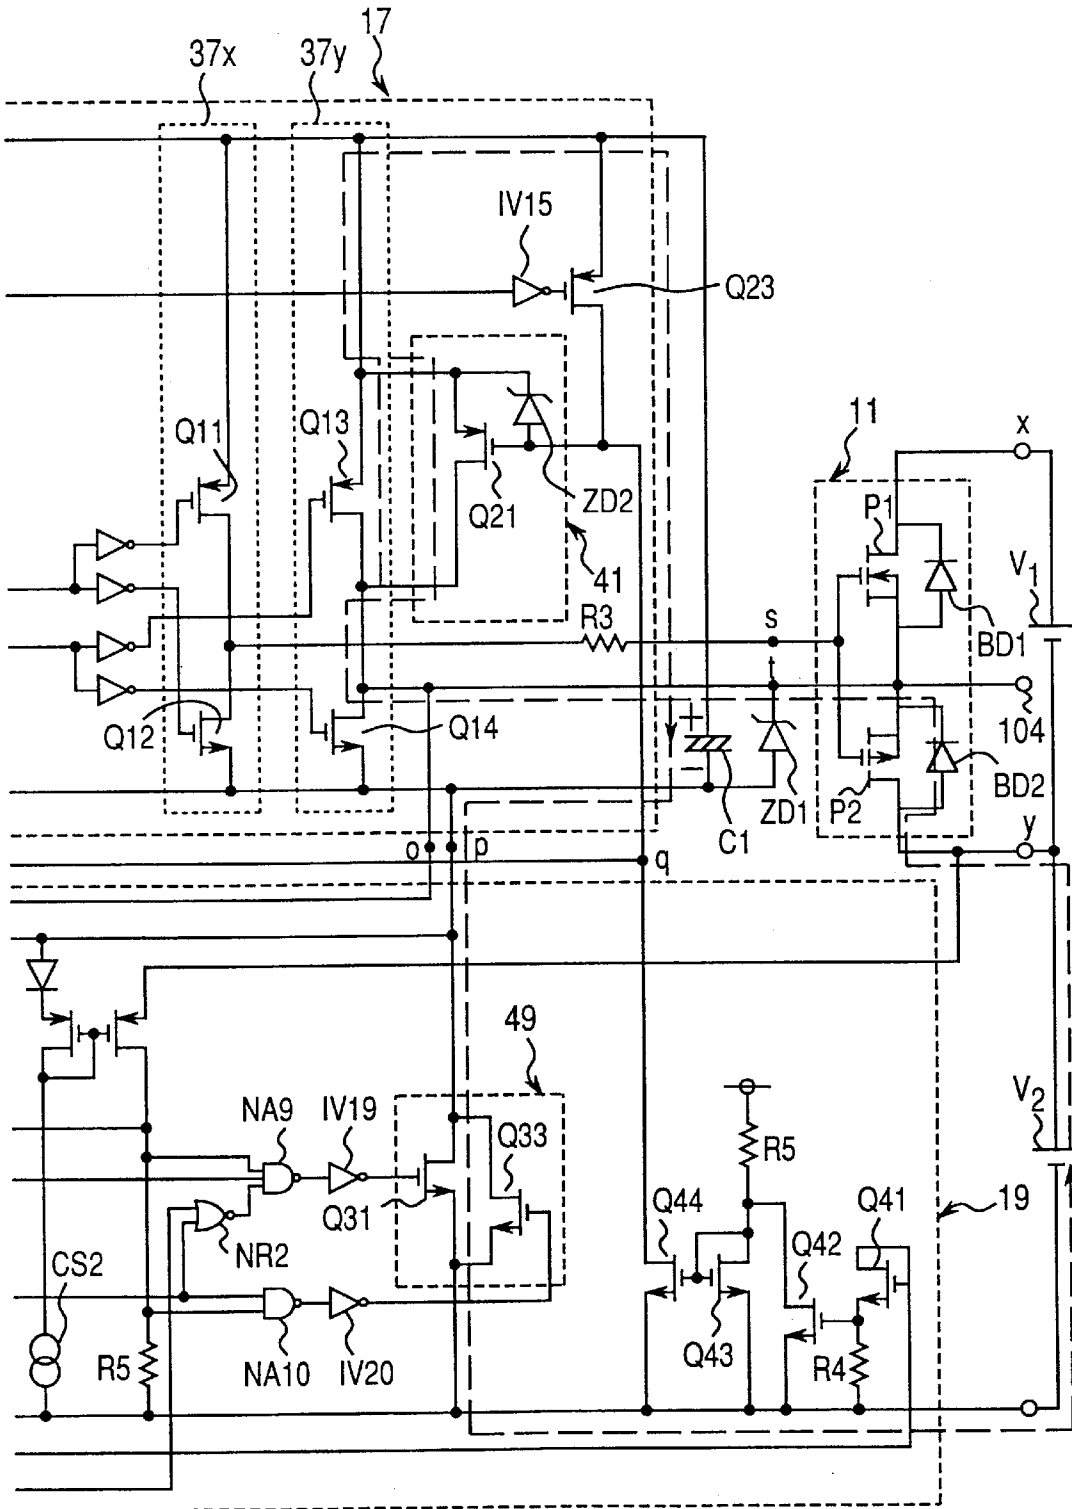 17
37x
37y
IV15
Q23
Q11
Q13
11
x
Q21
ZD2
P1
V1
41
R3
s
t
BD1
Q12
Q14
+
−
104
BD2
P2
ZD1
C1
y
o
p
q
49
V2
NA9
IV19
Q33
R5
Q44
Q41
19
Q31
Q42
CS2
NR2
Q43
R5
NA10
IV20
R4